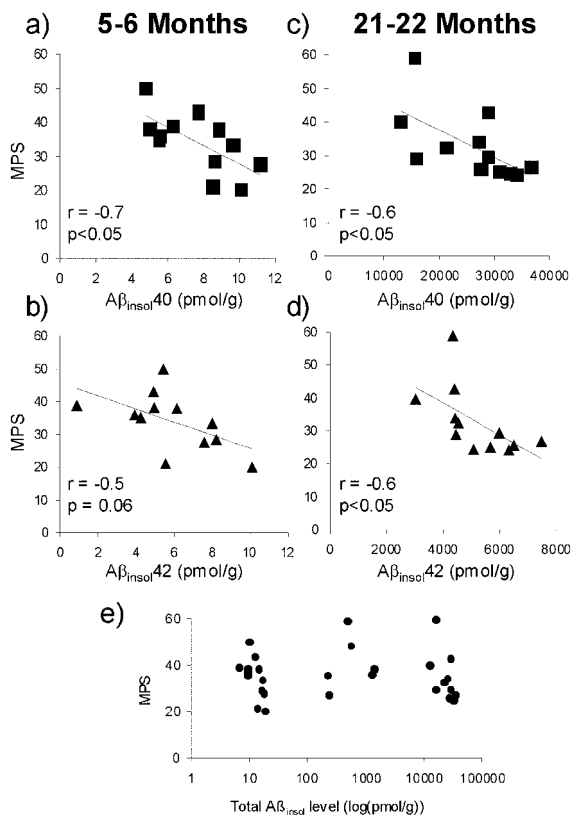 5-6 Months
21-22 Months
a)
MPS
60
50
40
30
20
10
0
r = -0.7
p<0.05
0 2 4 6 8 10 12
Aβinsol40 (pmol/g)
c)
60
50
40
30
20
10
0
r = -0.6
p<0.05
0 10000 20000 30000 40000
Aβinsol40 (pmol/g)
b)
MPS
60
50
40
30
20
10
0
r = -0.5
p = 0.06
0 2 4 6 8 10 12
Aβinsol42 (pmol/g)
d)
60
50
40
30
20
10
0
r = -0.6
p<0.05
0 2000 4000 6000 8000
Aβinsol42 (pmol/g)
e)
MPS
60
40
20
0
1 10 100 1000 10000 100000
Total Aβinsol level (log(pmol/g))